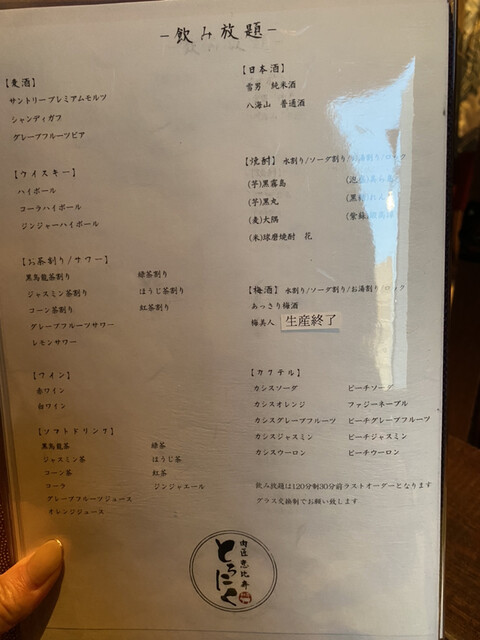 -飲み放題-
【麦酒】
サントリープレミアムモルツ
シャンディガフ
グレープフルーツビア
【ウイスキー】
ハイボール
コーラハイボール
ジンジャーハイボール
【お茶割り/サワー】
黒烏龍茶割り 緑茶割り
ジャスミン茶割り ほうじ茶割り
コーン茶割り 紅茶割り
グレープフルーツサワー
レモンサワー
【ワイン】
赤ワイン
白ワイン
【ソフトドリンク】
黒烏龍茶 緑茶
ジャスミン茶 ほうじ茶
コーン茶 紅茶
コーラ ジンジャエール
グレープフルーツジュース
オレンジジュース
【日本酒】
雪男 純米酒
八海山 普通酒
【焼酎】 水割り/ソーダ割り/お湯割り/ロック
(芋)黒霧島
(芋)黒丸
(麦)大隅 (紫蘇)
(米)球磨焼酎 花
【梅酒】 水割り/ソーダ割り/お湯割り/ロック
あっさり梅酒
梅美人 生産終了
【カクテル】
カシスソーダ ピーチソーダ
カシスオレンジ ファジーネーブル
カシスグレープフルーツ ピーチグレープフルーツ
カシスジャスミン ピーチジャスミン
カシスウーロン ピーチウーロン
飲み放題は120分制30分前ラストオーダーとなります
グラス交換制でお願い致します
肉匠恵比寿
とろにく